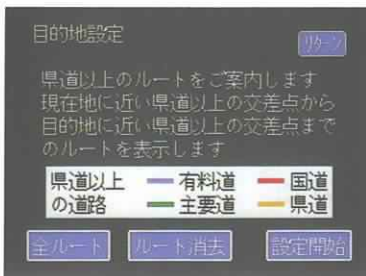 目的地設定
リターン
県道以上のルートをご案内します
現在地に近い県道以上の交差点から
目的地に近い県道以上の交差点まで
のルートを表示します
県道以上 ━ 有料道 ━ 国道
の道路 ━ 主要道 ━ 県道
全ルート ルート消去 設定開始